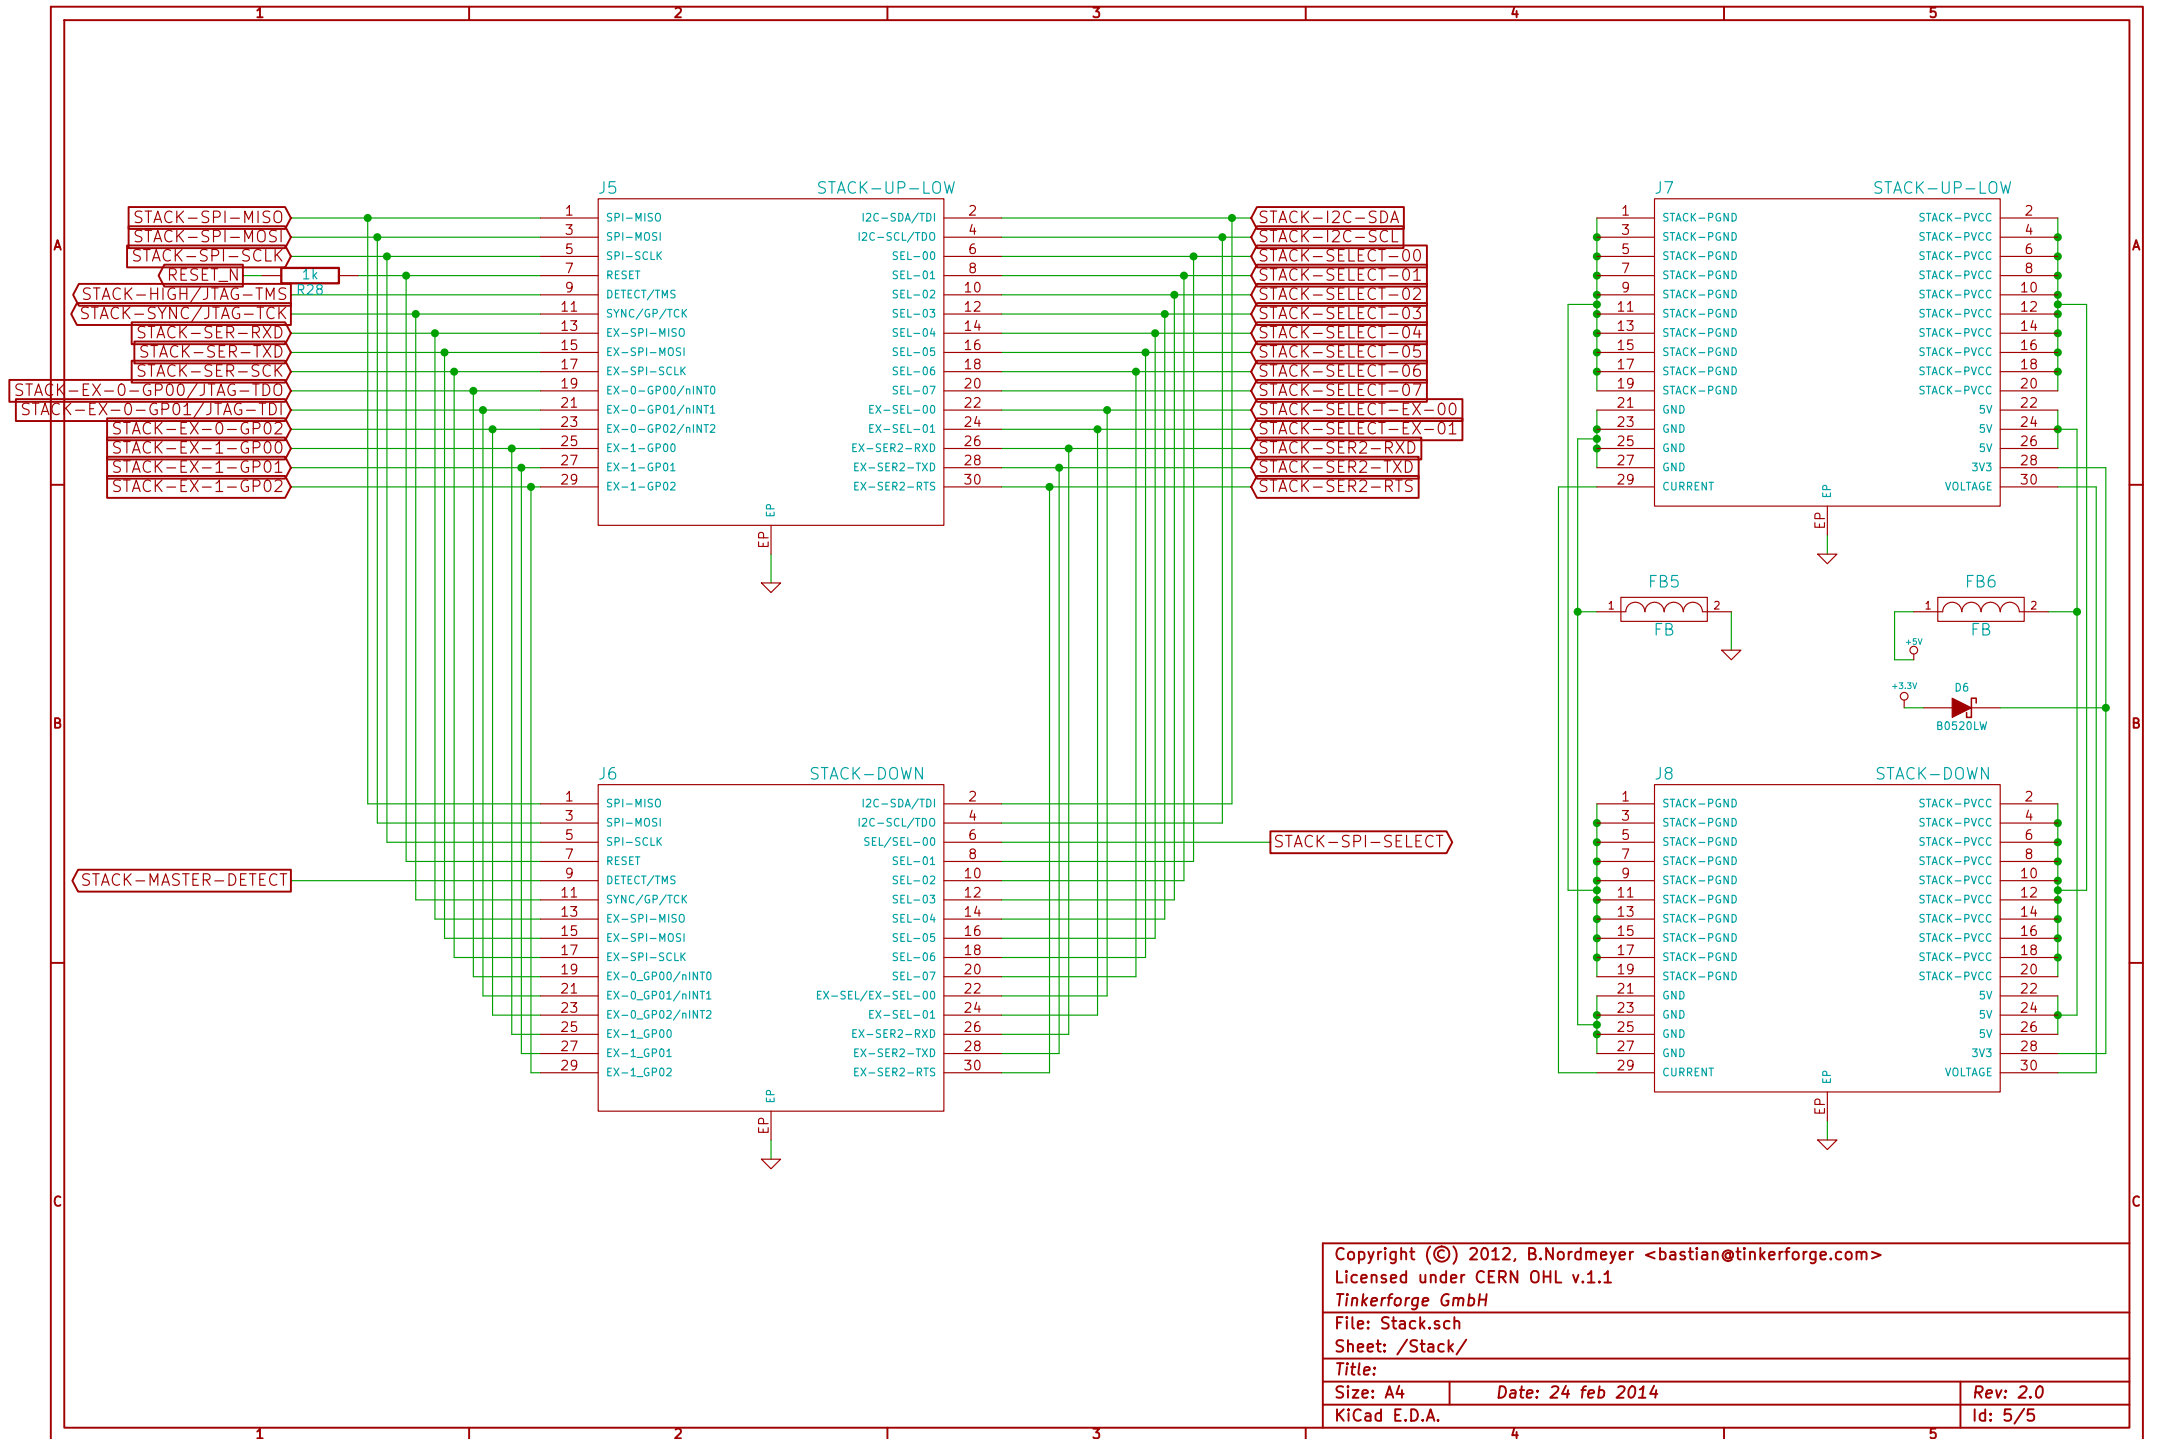 1 2 3 4 5
A
B
C
A
B
C
J5 STACK-UP-LOW
STACK-SPI-MISO 1 SPI-MISO I2C-SDA/TDI 2 STACK-I2C-SDA
STACK-SPI-MOSI 3 SPI-MOSI I2C-SCL/TDO 4 STACK-I2C-SCL
STACK-SPI-SCLK 5 SPI-SCLK SEL-00 6 STACK-SELECT-00
RESET_N 1k 7 RESET SEL-01 8 STACK-SELECT-01
R28
STACK-HIGH/JTAG-TMS 9 DETECT/TMS SEL-02 10 STACK-SELECT-02
STACK-SYNC/JTAG-TCK 11 SYNC/GP/TCK SEL-03 12 STACK-SELECT-03
STACK-SER-RXD 13 EX-SPI-MISO SEL-04 14 STACK-SELECT-04
STACK-SER-TXD 15 EX-SPI-MOSI SEL-05 16 STACK-SELECT-05
STACK-SER-SCK 17 EX-SPI-SCLK SEL-06 18 STACK-SELECT-06
STACK-EX-0-GP00/JTAG-TDO 19 EX-0-GP00/nINT0 SEL-07 20 STACK-SELECT-07
STACK-EX-0-GP01/JTAG-TDI 21 EX-0-GP01/nINT1 EX-SEL-00 22 STACK-SELECT-EX-00
STACK-EX-0-GP02 23 EX-0-GP02/nINT2 EX-SEL-01 24 STACK-SELECT-EX-01
STACK-EX-1-GP00 25 EX-1-GP00 EX-SER2-RXD 26 STACK-SER2-RXD
STACK-EX-1-GP01 27 EX-1-GP01 EX-SER2-TXD 28 STACK-SER2-TXD
STACK-EX-1-GP02 29 EX-1-GP02 EX-SER2-RTS 30 STACK-SER2-RTS
EP
EP
J7 STACK-UP-LOW
1 STACK-PGND STACK-PVCC 2
3 STACK-PGND STACK-PVCC 4
5 STACK-PGND STACK-PVCC 6
7 STACK-PGND STACK-PVCC 8
9 STACK-PGND STACK-PVCC 10
11 STACK-PGND STACK-PVCC 12
13 STACK-PGND STACK-PVCC 14
15 STACK-PGND STACK-PVCC 16
17 STACK-PGND STACK-PVCC 18
19 STACK-PGND STACK-PVCC 20
21 GND 5V 22
23 GND 5V 24
25 GND 5V 26
27 GND 3V3 28
29 CURRENT VOLTAGE 30
EP
EP
FB5 FB6
1 2 1 2
FB FB
+5V
+3.3V D6
B0520LW
J6 STACK-DOWN
1 SPI-MISO I2C-SDA/TDI 2
3 SPI-MOSI I2C-SCL/TDO 4
5 SPI-SCLK SEL/SEL-00 6 STACK-SPI-SELECT
7 RESET SEL-01 8
STACK-MASTER-DETECT 9 DETECT/TMS SEL-02 10
11 SYNC/GP/TCK SEL-03 12
13 EX-SPI-MISO SEL-04 14
15 EX-SPI-MOSI SEL-05 16
17 EX-SPI-SCLK SEL-06 18
19 EX-0_GP00/nINT0 SEL-07 20
21 EX-0_GP01/nINT1 EX-SEL/EX-SEL-00 22
23 EX-0_GP02/nINT2 EX-SEL-01 24
25 EX-1_GP00 EX-SER2-RXD 26
27 EX-1_GP01 EX-SER2-TXD 28
29 EX-1_GP02 EX-SER2-RTS 30
EP
EP
J8 STACK-DOWN
1 STACK-PGND STACK-PVCC 2
3 STACK-PGND STACK-PVCC 4
5 STACK-PGND STACK-PVCC 6
7 STACK-PGND STACK-PVCC 8
9 STACK-PGND STACK-PVCC 10
11 STACK-PGND STACK-PVCC 12
13 STACK-PGND STACK-PVCC 14
15 STACK-PGND STACK-PVCC 16
17 STACK-PGND STACK-PVCC 18
19 STACK-PGND STACK-PVCC 20
21 GND 5V 22
23 GND 5V 24
25 GND 5V 26
27 GND 3V3 28
29 CURRENT VOLTAGE 30
EP
EP
Copyright (©) 2012, B.Nordmeyer <bastian@tinkerforge.com>
Licensed under CERN OHL v.1.1
Tinkerforge GmbH
File: Stack.sch
Sheet: /Stack/
Title:
Size: A4 Date: 24 feb 2014 Rev: 2.0
KiCad E.D.A. Id: 5/5
1 2 3 4 5